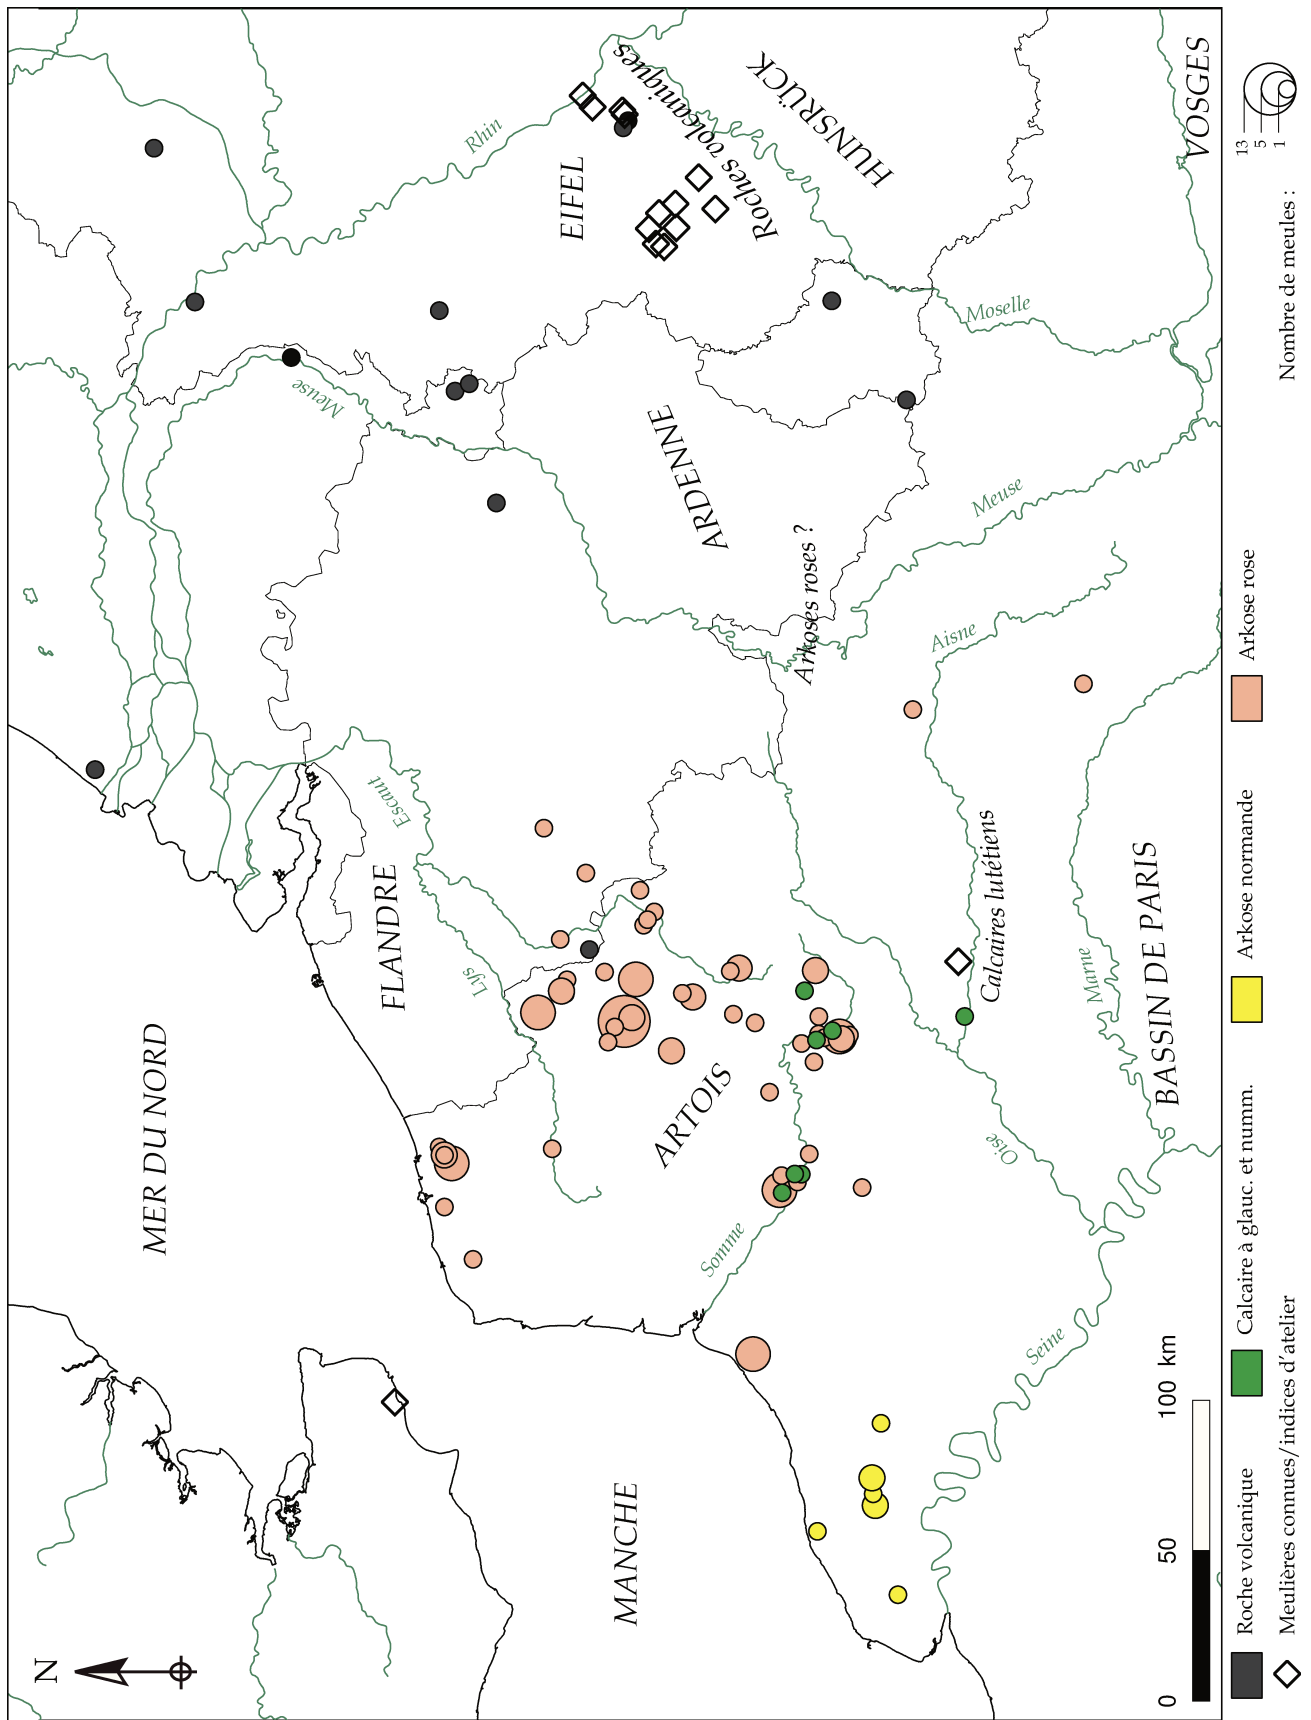 N
MER DU NORD
MANCHE
FLANDRE
ARTOIS
ARDENNE
EIFEL
HUNSRÜCK
VOSGES
BASSIN DE PARIS
Roches volcaniques
Arkoses roses ?
Calcaires lutétiens
Rhin
Meuse
Escaut
Lys
Somme
Seine
Oise
Marne
Aisne
Meuse
Moselle
0 50 100 km
Roche volcanique
Calcaire à glauc. et numm.
Arkose normande
Arkose rose
Meulières connues/indices d'atelier
Nombre de meules :
13
5
1